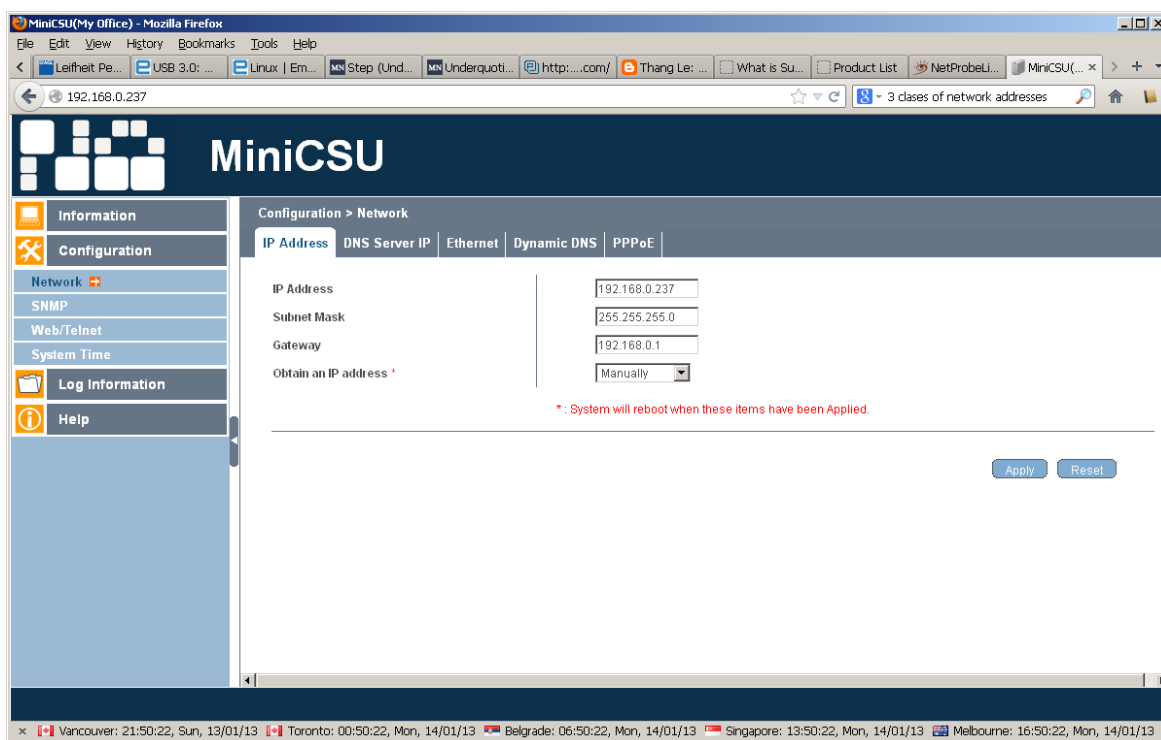 MiniCSU(My Office) - Mozilla Firefox
File Edit View History Bookmarks Tools Help
Leifheit Pe... USB 3.0: ... Linux | Em... MN Step (Und... MN Underquoti... http:....com/ Thang Le: ... What is Su... Product List NetProbeLi... MiniCSU(... ×
192.168.0.237 8 3 clases of network addresses
MiniCSU
Information
Configuration
Network
SNMP
Web/Telnet
System Time
Log Information
Help
Configuration > Network
IP Address DNS Server IP Ethernet Dynamic DNS PPPoE
IP Address 192.168.0.237
Subnet Mask 255.255.255.0
Gateway 192.168.0.1
Obtain an IP address * Manually
* : System will reboot when these items have been Applied.
Apply Reset
× Vancouver: 21:50:22, Sun, 13/01/13 Toronto: 00:50:22, Mon, 14/01/13 Belgrade: 06:50:22, Mon, 14/01/13 Singapore: 13:50:22, Mon, 14/01/13 Melbourne: 16:50:22, Mon, 14/01/13